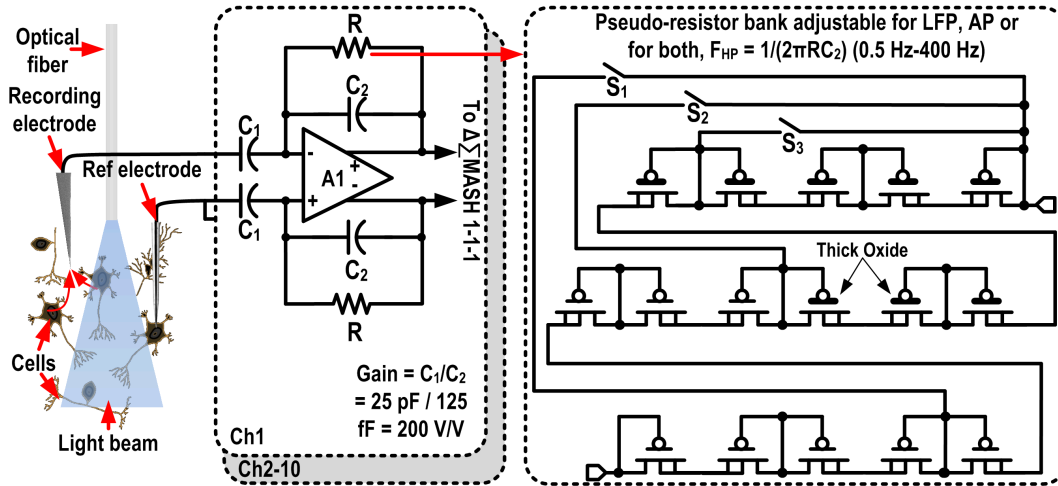 Optical
fiber
Recording
electrode
Ref electrode
Cells
Light beam
R
C2
C1
A1
-
+
+
-
C1
C2
R
To ΔΣMASH 1-1-1
Gain = C1/C2
= 25 pF / 125
fF = 200 V/V
Ch1
Ch2-10
Pseudo-resistor bank adjustable for LFP, AP or
for both, FHP = 1/(2πRC2) (0.5 Hz-400 Hz)
S1
S2
S3
Thick Oxide